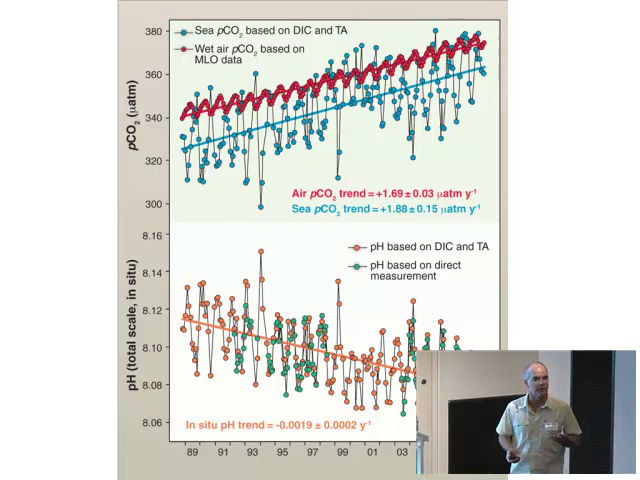 380
360
340
320
300
pCO2 (µatm)
Sea pCO2 based on DIC and TA
Wet air pCO2 based on
MLO data
Air pCO2 trend = +1.69 ± 0.03 µatm y-1
Sea pCO2 trend = +1.88 ± 0.15 µatm y-1
8.16
8.14
8.12
8.10
8.08
8.06
pH (total scale, in situ)
pH based on DIC and TA
pH based on direct
measurement
In situ pH trend = -0.0019 ± 0.0002 y-1
89 91 93 95 97 99 01 03